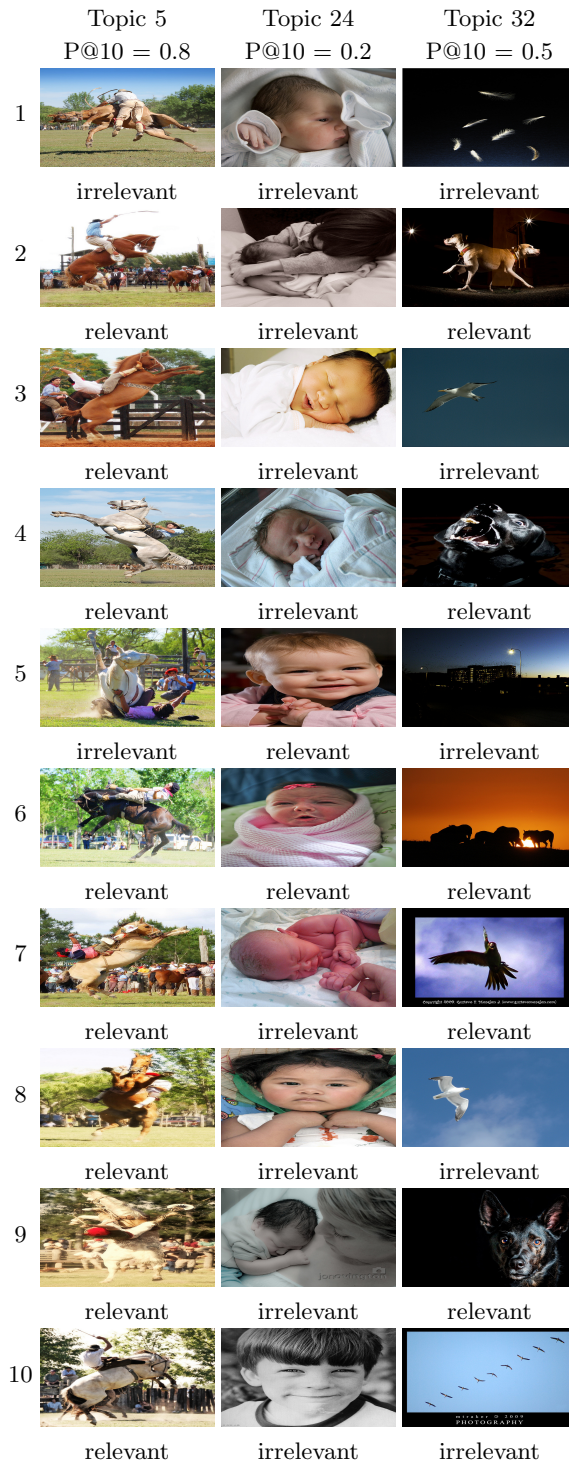 Topic 5 Topic 24 Topic 32
P@10 = 0.8 P@10 = 0.2 P@10 = 0.5
1
irrelevant irrelevant irrelevant
2
relevant irrelevant relevant
3
relevant irrelevant irrelevant
4
relevant irrelevant relevant
5
irrelevant relevant irrelevant
6
relevant relevant relevant
7
relevant irrelevant relevant
8
relevant irrelevant irrelevant
9
relevant irrelevant relevant
10
PHOTOGRAPHY
relevant irrelevant irrelevant